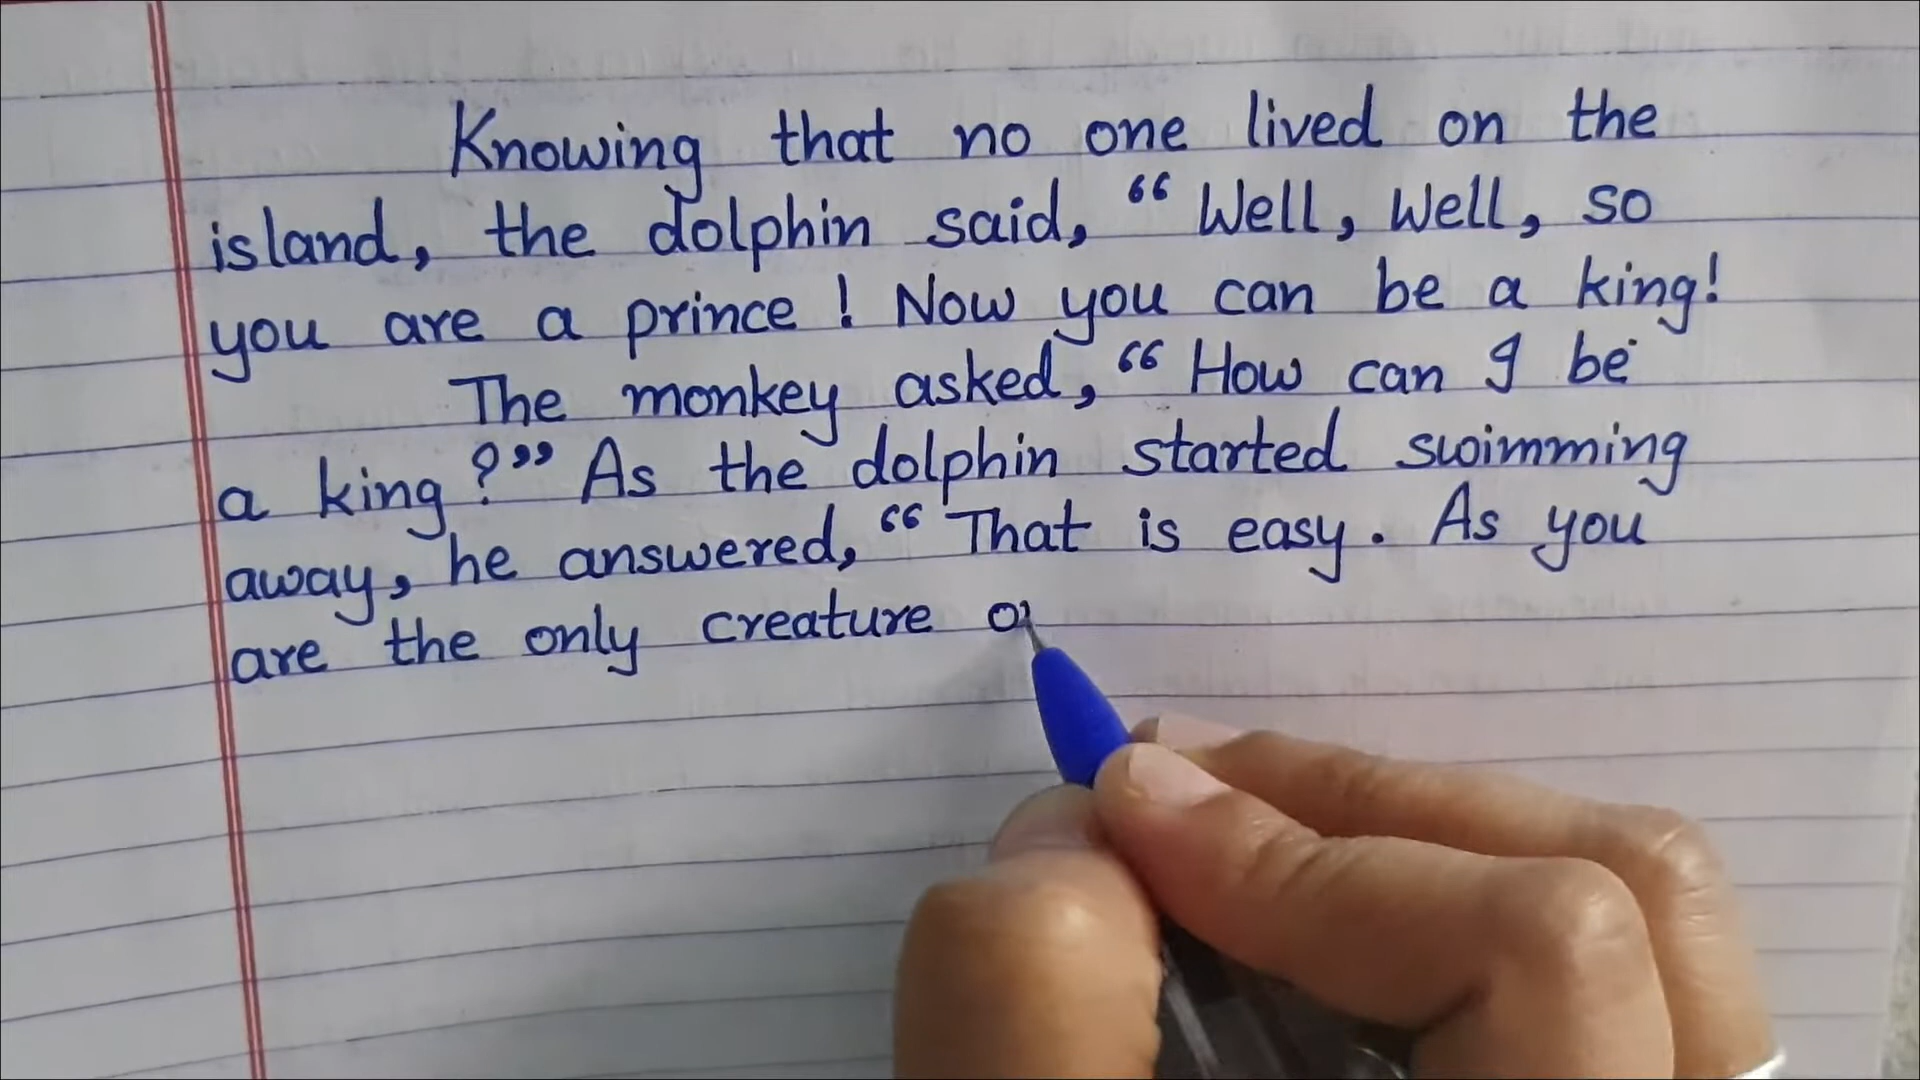 Knowing that no one lived on the
island, the dolphin said, “Well, Well, so
you are a prince! Now you can be a king!
The monkey asked, “How can I be
a king?” As the dolphin started swimming
away, he answered, “That is easy. As you
are the only creature